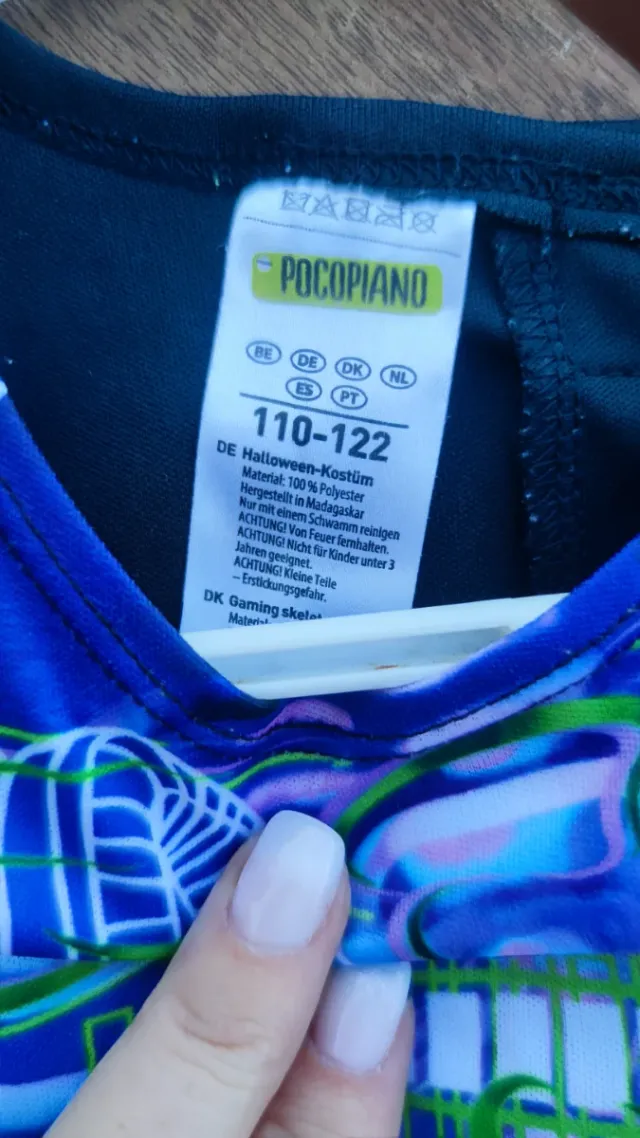 POCOPIANO
BE DE DK NL
ES PT
110-122
DE Halloween-Kostüm
Material: 100 % Polyester
Hergestellt in Madagaskar
Nur mit einem Schwamm reinigen
ACHTUNG! Von Feuer fernhalten.
ACHTUNG! Nicht für Kinder unter 3
Jahren geeignet.
ACHTUNG! Kleine Teile
– Erstickungsgefahr.
DK Gaming